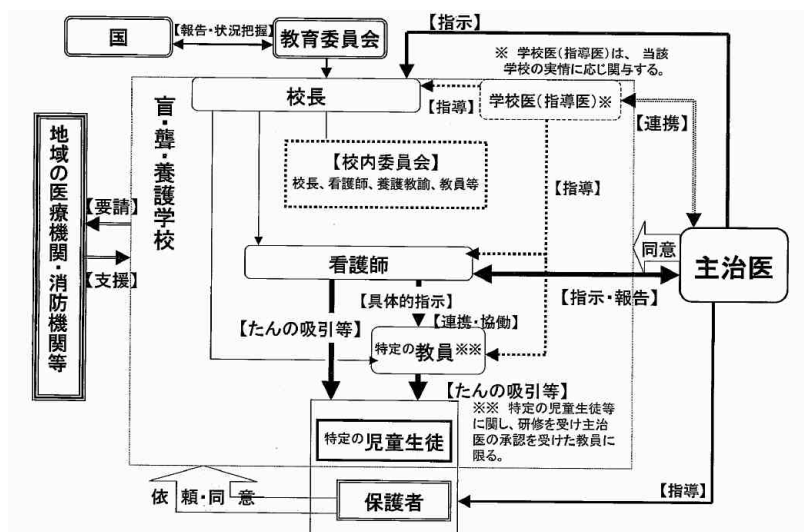 国
【報告・状況把握】
教育委員会
【指示】
※ 学校医(指導医)は、当該
学校の実情に応じ関与する。
校長
【指導】
学校医(指導医)※
【連携】
盲・聾・養護学校
地域の医療機関・消防機関等
【校内委員会】
校長、看護師、養護教諭、教員等
【指導】
【要請】
【支援】
看護師
同意
主治医
【指示・報告】
【具体的指示】
【たんの吸引等】
【連携・協働】
特定の教員※※
【たんの吸引等】
※※ 特定の児童生徒等
に関し、研修を受け主治
医の承認を受けた教員に
限る。
特定の児童生徒
依頼・同意
保護者
【指導】